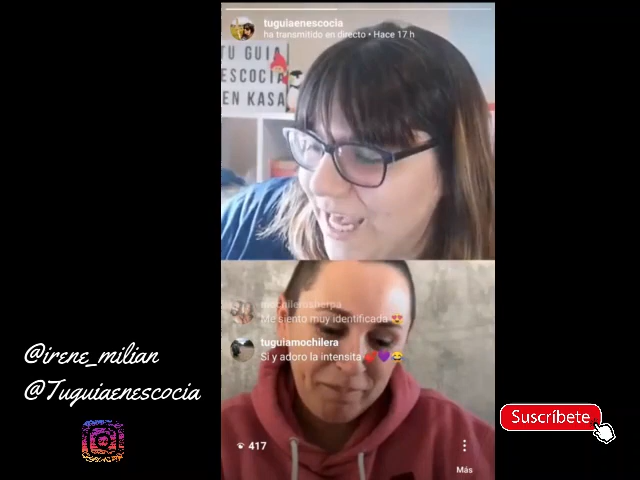 tuguiaenescocia
ha transmitido en directo • Hace 17 h
TU GUIA
ESCOCIA
EN KASA
mochilerasherpa
Me siento muy identificada 😍
tuguiamochilera
Si y adoro la intensita ❤️💜😂
@irene_milian
@Tuguiaenescocia
Suscríbete
417
Más